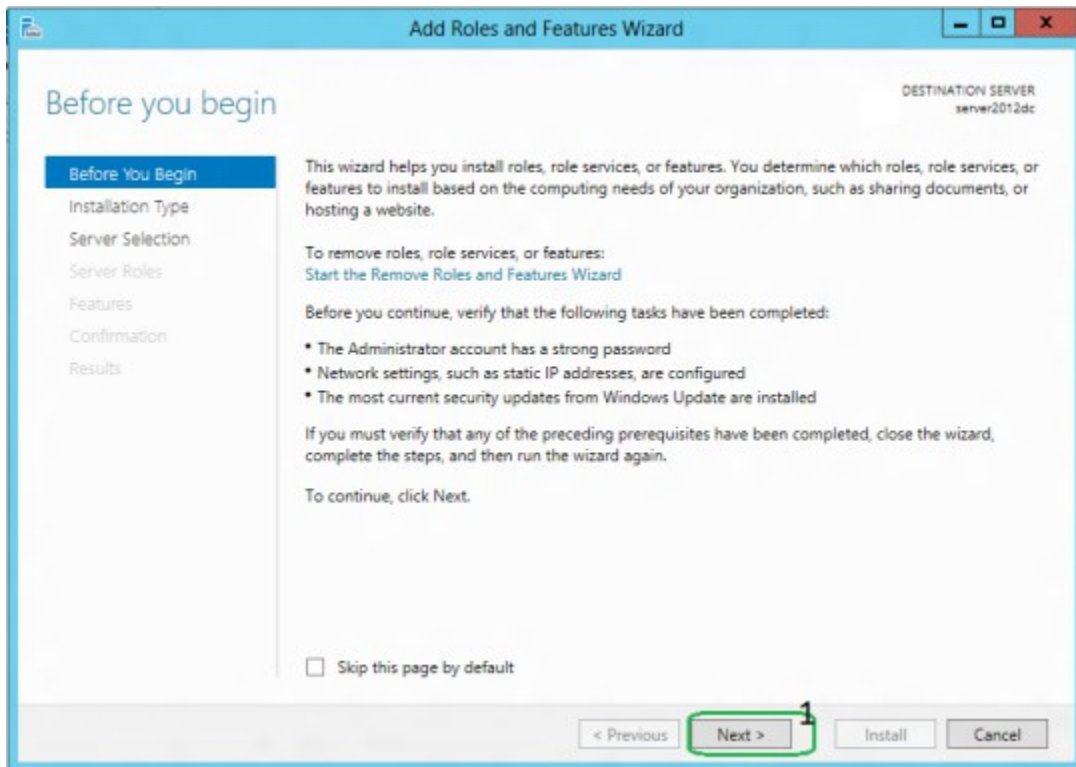 Add Roles and Features Wizard
Before you begin
DESTINATION SERVER
server2012dc
Before You Begin
Installation Type
Server Selection
Server Roles
Features
Confirmation
Results
This wizard helps you install roles, role services, or features. You determine which roles, role services, or
features to install based on the computing needs of your organization, such as sharing documents, or
hosting a website.
To remove roles, role services, or features:
Start the Remove Roles and Features Wizard
Before you continue, verify that the following tasks have been completed:
• The Administrator account has a strong password
• Network settings, such as static IP addresses, are configured
• The most current security updates from Windows Update are installed
If you must verify that any of the preceding prerequisites have been completed, close the wizard,
complete the steps, and then run the wizard again.
To continue, click Next.
Skip this page by default
1
< Previous
Next >
Install
Cancel